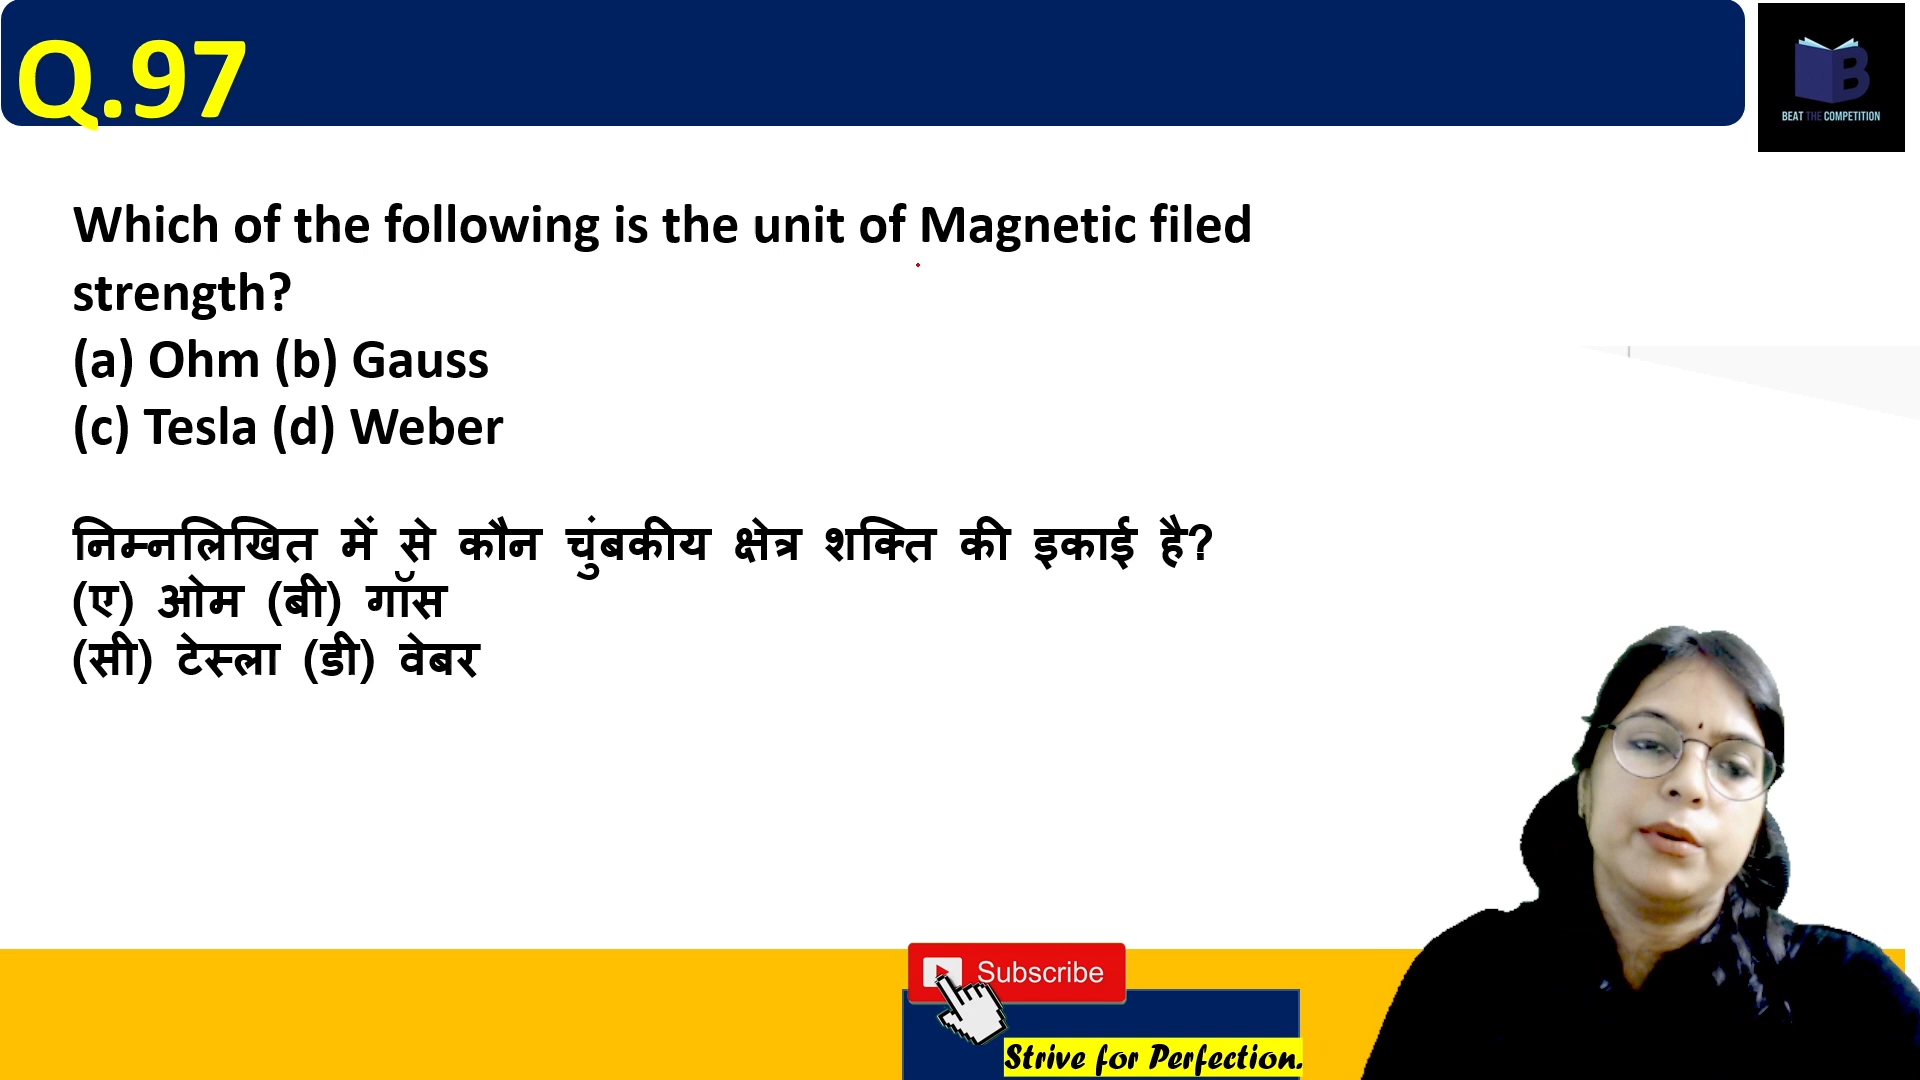 Q.97
BEAT THE COMPETITION
Which of the following is the unit of Magnetic filed
strength?
(a) Ohm (b) Gauss
(c) Tesla (d) Weber
निम्नलिखित में से कौन चुंबकीय क्षेत्र शक्ति की इकाई है?
(ए) ओम (बी) गॉस
(सी) टेस्ला (डी) वेबर
Subscribe
Strive for Perfection.